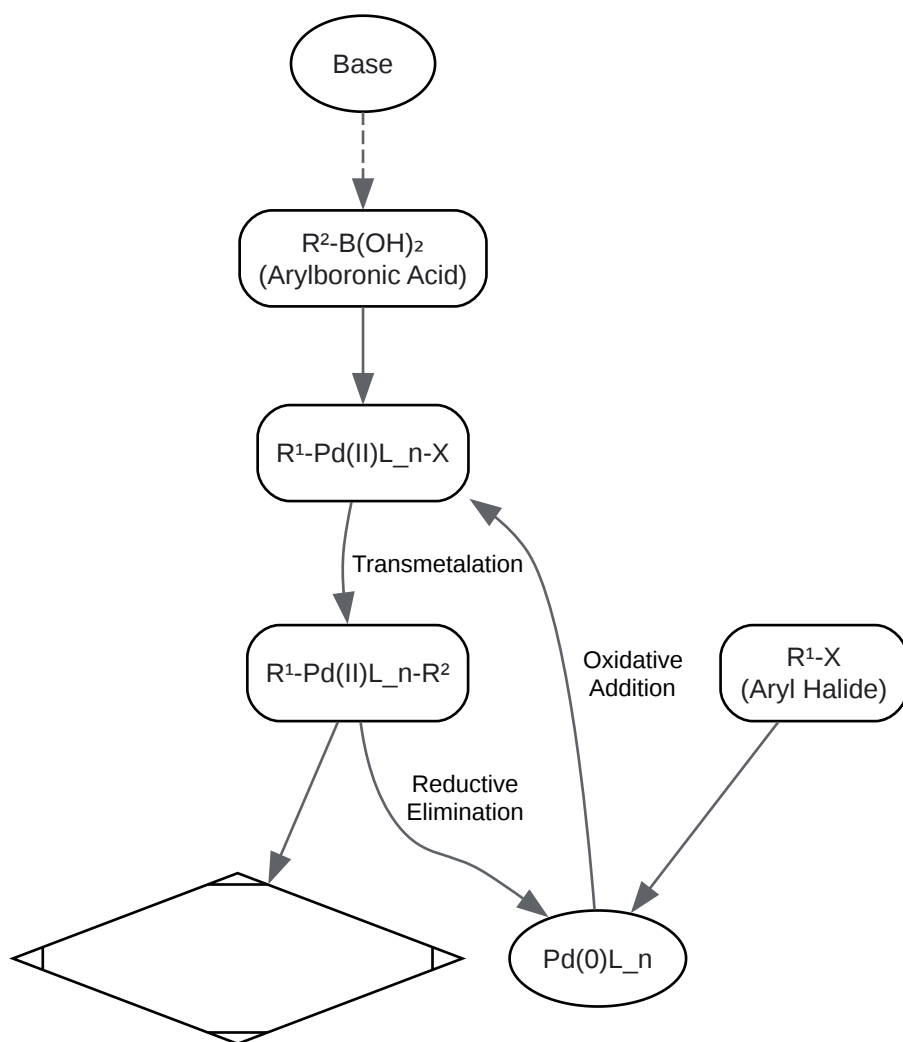 Base
R²-B(OH)₂
(Arylboronic Acid)
R¹-Pd(II)L_n-X
Transmetalation
R¹-Pd(II)L_n-R²
Oxidative
Addition
R¹-X
(Aryl Halide)
Reductive
Elimination
Pd(0)L_n